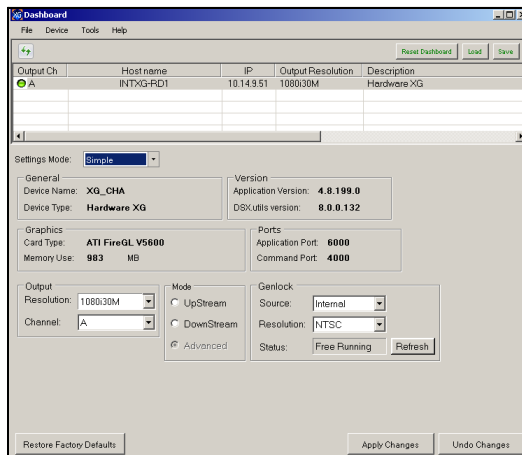 XG Dashboard
File Device Tools Help
Reset Dashboard Load Save
Output Ch Host name IP Output Resolution Description
A INTXG-RD1 10.14.9.51 1080i30M Hardware XG
Settings Mode: Simple
General
Device Name: XG_CHA
Device Type: Hardware XG
Version
Application Version: 4.8.199.0
DSX.utils version: 8.0.0.132
Graphics
Card Type: ATI FireGL V5600
Memory Use: 983 MB
Ports
Application Port: 6000
Command Port: 4000
Output
Resolution: 1080i30M
Channel: A
Mode
UpStream
DownStream
Advanced
Genlock
Source: Internal
Resolution: NTSC
Status: Free Running Refresh
Restore Factory Defaults Apply Changes Undo Changes